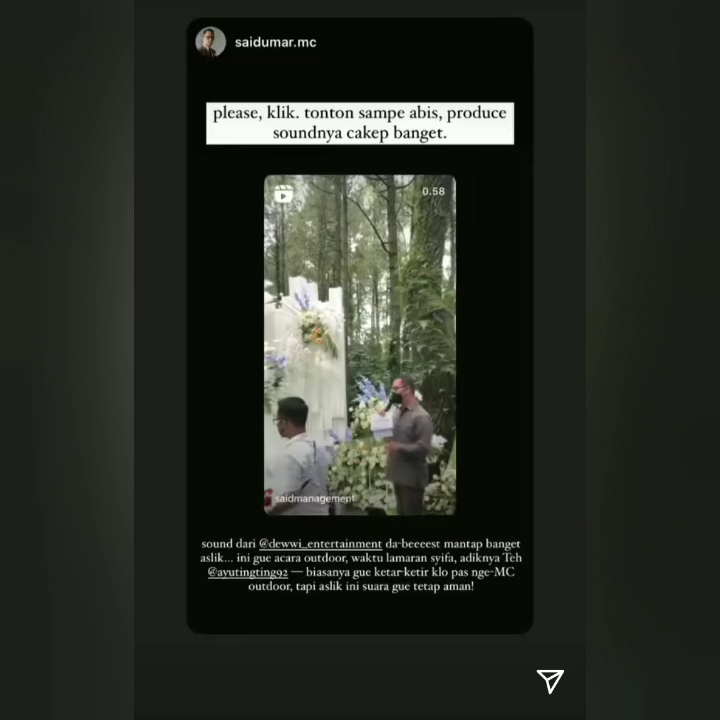 saidumar.mc
please, klik. tonton sampe abis, produce
soundnya cakep banget.
0.58
saidmanagement
sound dari @dewwi_entertainment da-beeeest mantap banget
aslik... ini gue acara outdoor, waktu lamaran syifa, adiknya Teh
@ayutingting92 — biasanya gue ketar-ketir klo pas nge-MC
outdoor, tapi aslik ini suara gue tetap aman!